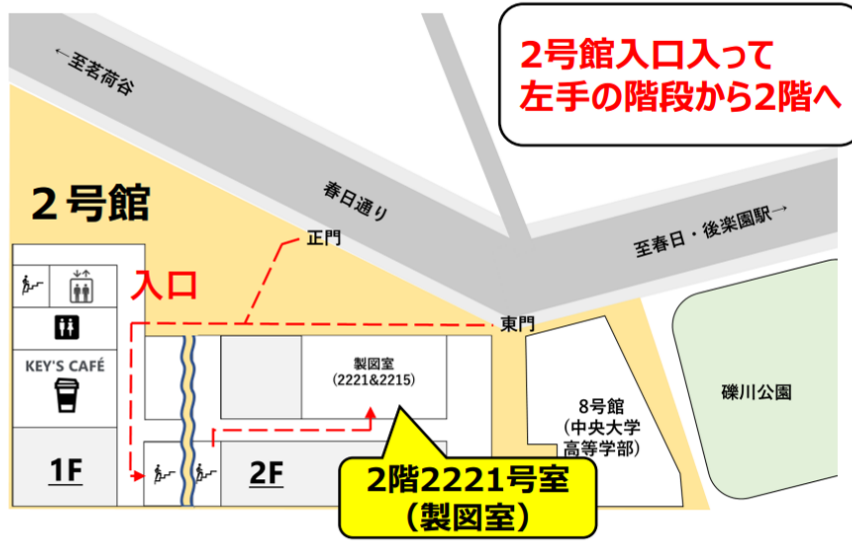 2号館入口入って
左手の階段から2階へ
←至茗荷谷
春日通り
至春日・後楽園駅→
２号館
正門
入口
東門
KEY'S CAFÉ
製図室
(2221&2215)
8号館
(中央大学
高等学部)
礫川公園
1F
2F
2階2221号室
（製図室）